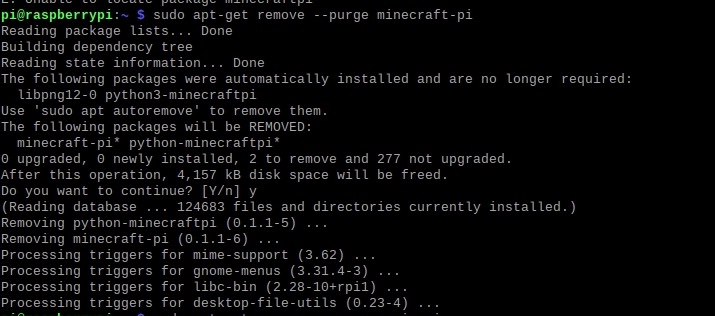 E: Unable to locate package minecraftpi
pi@raspberrypi:~ $ sudo apt-get remove --purge minecraft-pi
Reading package lists... Done
Building dependency tree
Reading state information... Done
The following packages were automatically installed and are no longer required:
  libpng12-0 python3-minecraftpi
Use 'sudo apt autoremove' to remove them.
The following packages will be REMOVED:
  minecraft-pi* python-minecraftpi*
0 upgraded, 0 newly installed, 2 to remove and 277 not upgraded.
After this operation, 4,157 kB disk space will be freed.
Do you want to continue? [Y/n] y
(Reading database ... 124683 files and directories currently installed.)
Removing python-minecraftpi (0.1.1-5) ...
Removing minecraft-pi (0.1.1-6) ...
Processing triggers for mime-support (3.62) ...
Processing triggers for gnome-menus (3.31.4-3) ...
Processing triggers for libc-bin (2.28-10+rpi1) ...
Processing triggers for desktop-file-utils (0.23-4) ...